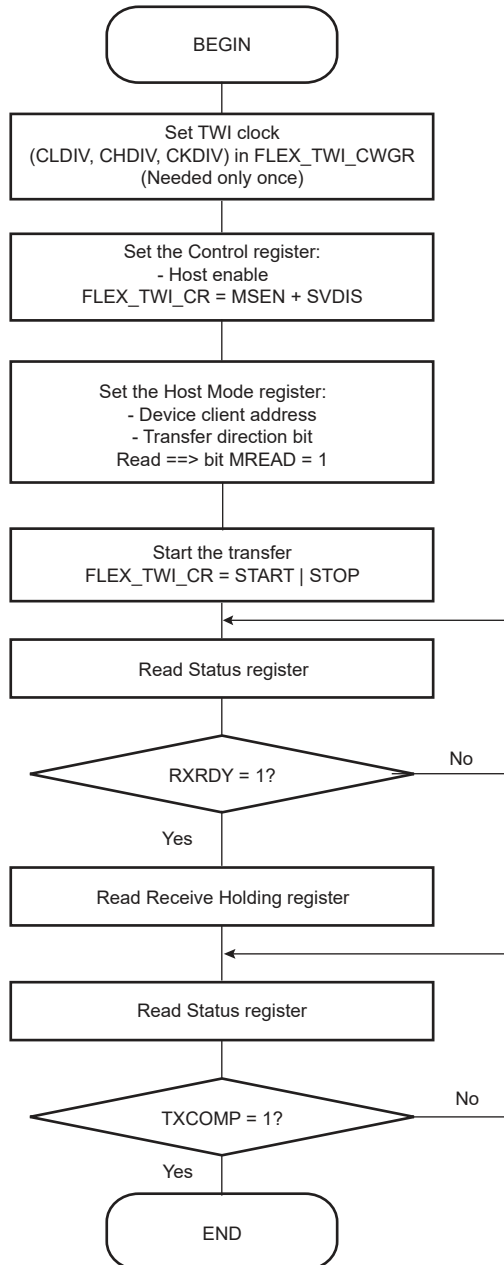 BEGIN
Set TWI clock
(CLDIV, CHDIV, CKDIV) in FLEX_TWI_CWGR
(Needed only once)
Set the Control register:
- Host enable
FLEX_TWI_CR = MSEN + SVDIS
Set the Host Mode register:
- Device client address
- Transfer direction bit
Read ==> bit MREAD = 1
Start the transfer
FLEX_TWI_CR = START | STOP
Read Status register
RXRDY = 1?
No
Yes
Read Receive Holding register
Read Status register
TXCOMP = 1?
No
Yes
END